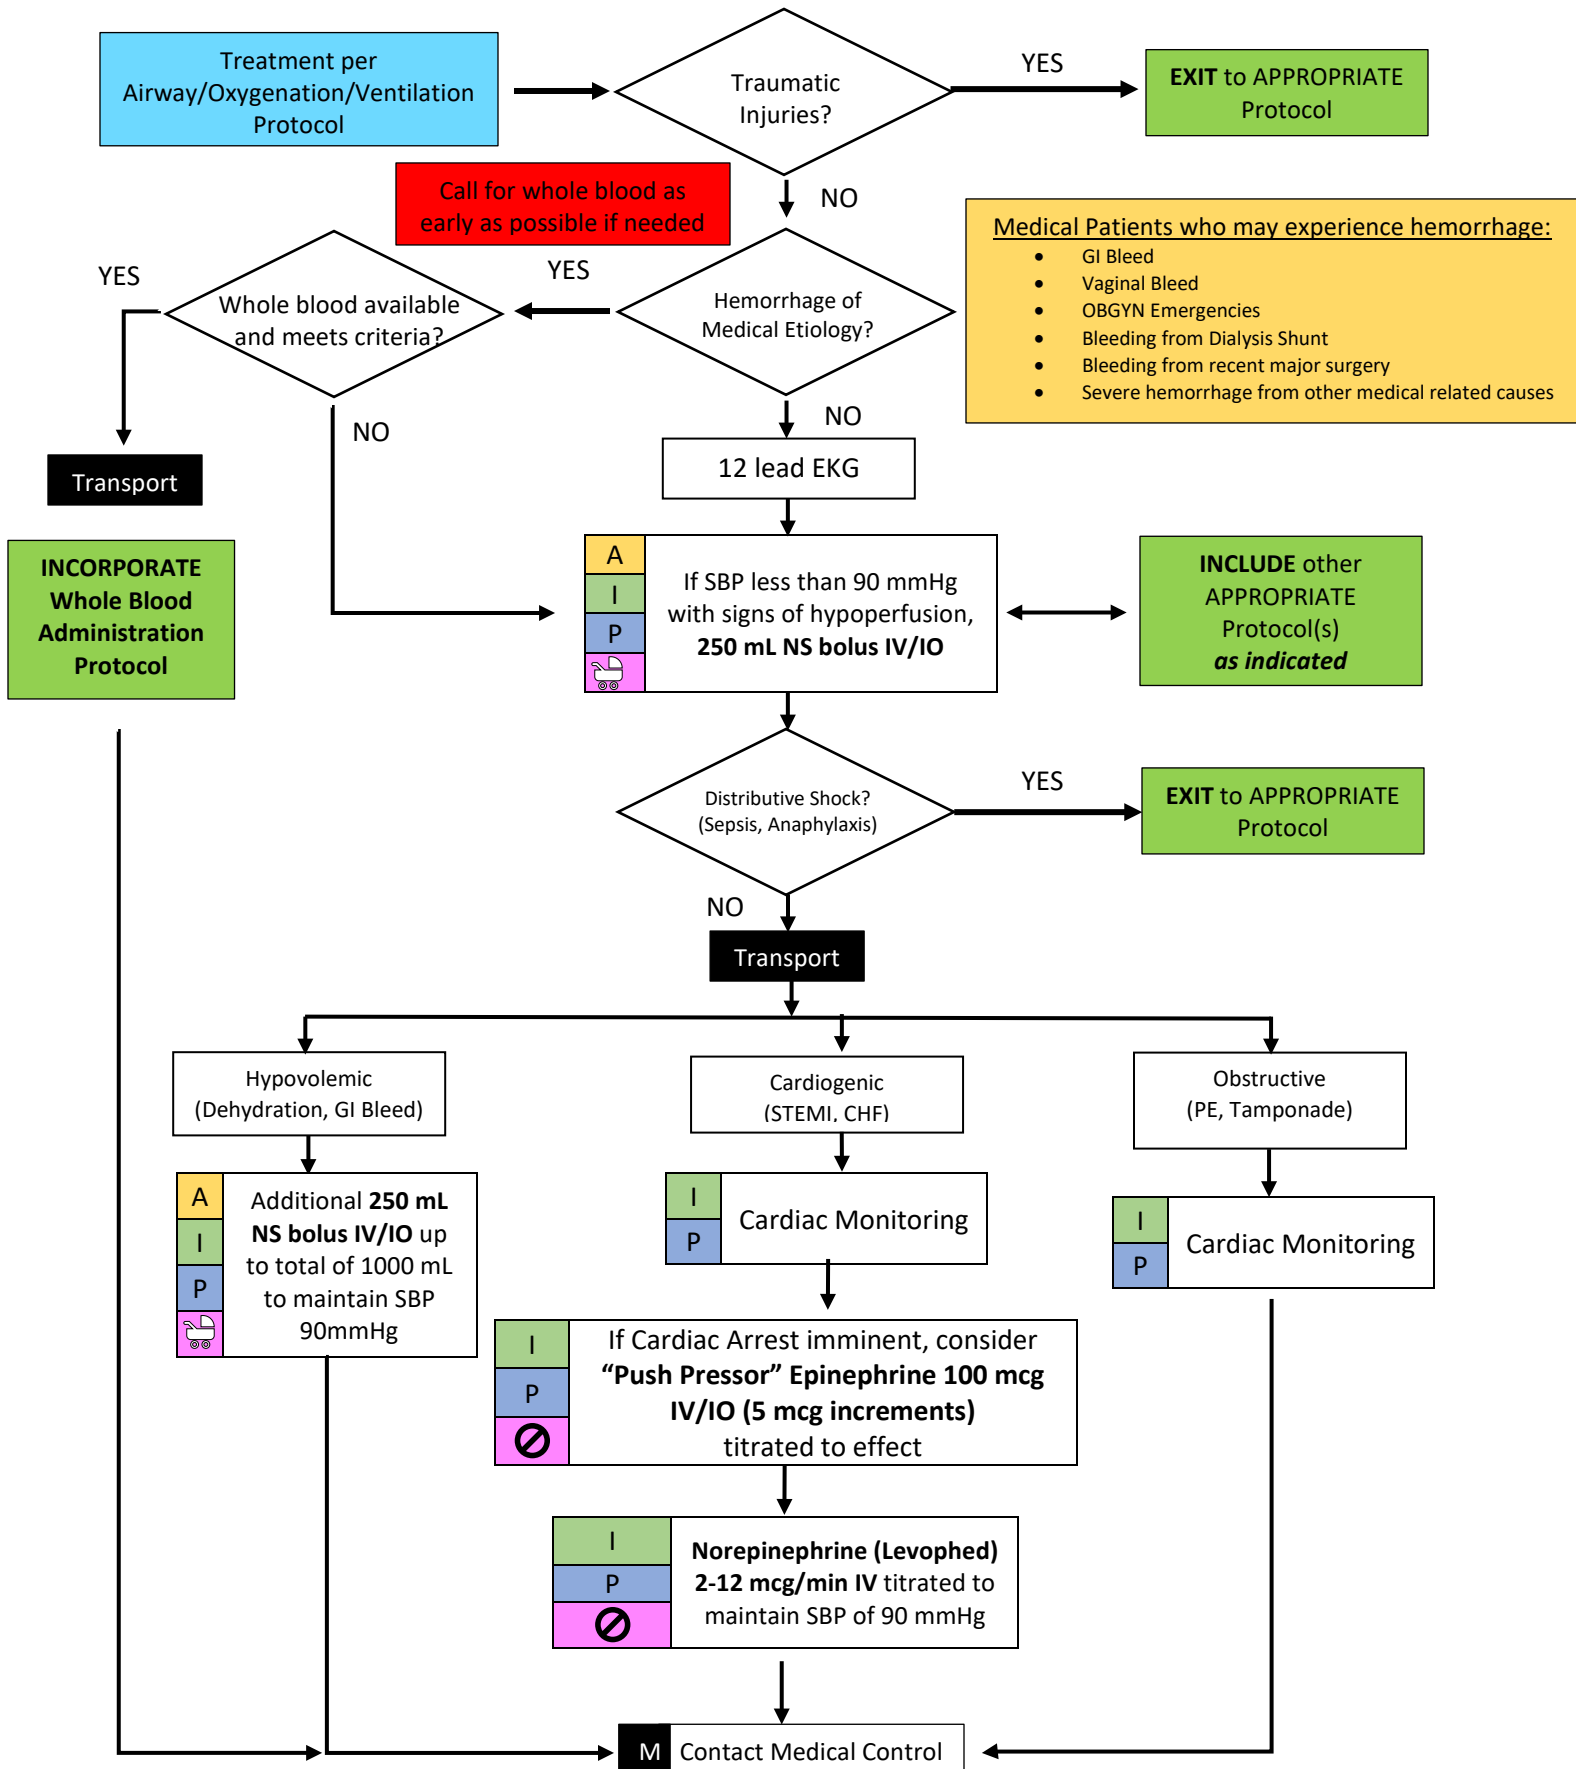 Treatment per
Airway/Oxygenation/Ventilation
Protocol
Traumatic
Injuries?
YES
EXIT to APPROPRIATE
Protocol
NO
Call for whole blood as
early as possible if needed
Medical Patients who may experience hemorrhage:
• GI Bleed
• Vaginal Bleed
• OBGYN Emergencies
• Bleeding from Dialysis Shunt
• Bleeding from recent major surgery
• Severe hemorrhage from other medical related causes
Hemorrhage of
Medical Etiology?
YES
Whole blood available
and meets criteria?
YES
NO
NO
Transport
INCORPORATE
Whole Blood
Administration
Protocol
12 lead EKG
A
I
P
If SBP less than 90 mmHg
with signs of hypoperfusion,
250 mL NS bolus IV/IO
INCLUDE other
APPROPRIATE
Protocol(s)
as indicated
Distributive Shock?
(Sepsis, Anaphylaxis)
YES
EXIT to APPROPRIATE
Protocol
NO
Transport
Hypovolemic
(Dehydration, GI Bleed)
A
I
P
Additional 250 mL
NS bolus IV/IO up
to total of 1000 mL
to maintain SBP
90mmHg
Cardiogenic
(STEMI, CHF)
I
P
Cardiac Monitoring
I
P
If Cardiac Arrest imminent, consider
“Push Pressor” Epinephrine 100 mcg
IV/IO (5 mcg increments)
titrated to effect
I
P
Norepinephrine (Levophed)
2-12 mcg/min IV titrated to
maintain SBP of 90 mmHg
Obstructive
(PE, Tamponade)
I
P
Cardiac Monitoring
M Contact Medical Control